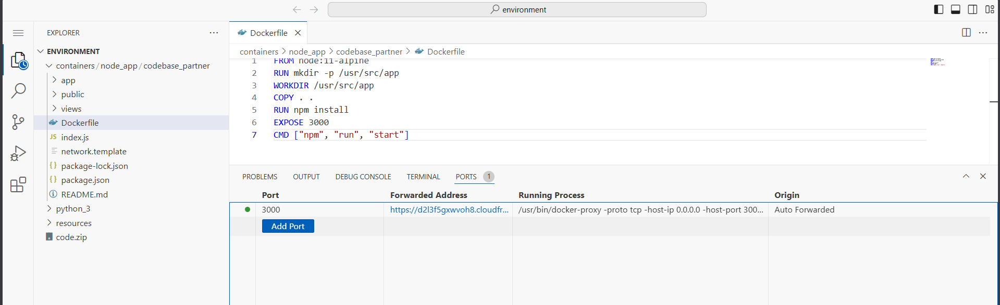 environment
EXPLORER
ENVIRONMENT
containers / node_app / codebase_partner
app
public
views
Dockerfile
JS index.js
network.template
{} package-lock.json
{} package.json
README.md
python_3
resources
code.zip
Dockerfile
containers > node_app > codebase_partner > Dockerfile
1 FROM node:11-alpine
2 RUN mkdir -p /usr/src/app
3 WORKDIR /usr/src/app
4 COPY . .
5 RUN npm install
6 EXPOSE 3000
7 CMD ["npm", "run", "start"]
PROBLEMS OUTPUT DEBUG CONSOLE TERMINAL PORTS 1
Port Forwarded Address Running Process Origin
3000 https://d2l3f5gxwvoh8.cloudfr... /usr/bin/docker-proxy -proto tcp -host-ip 0.0.0.0 -host-port 300... Auto Forwarded
Add Port